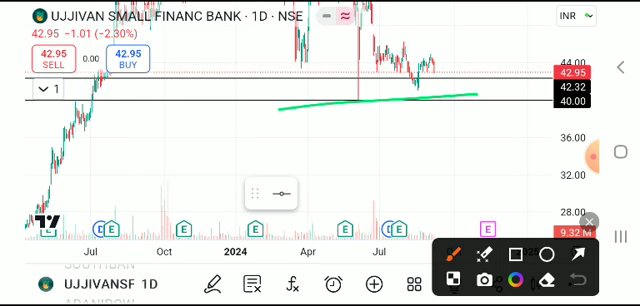 UJJIVAN SMALL FINANC BANK · 1D · NSE
INR
42.95 −1.01 (−2.30%)
42.95
SELL
0.00
42.95
BUY
1
44.00
42.95
42.32
40.00
36.00
32.00
28.00
9.32 M
E D E E E E D E E
Jul Oct 2024 Apr Jul 2025
UJJIVANSF 1D